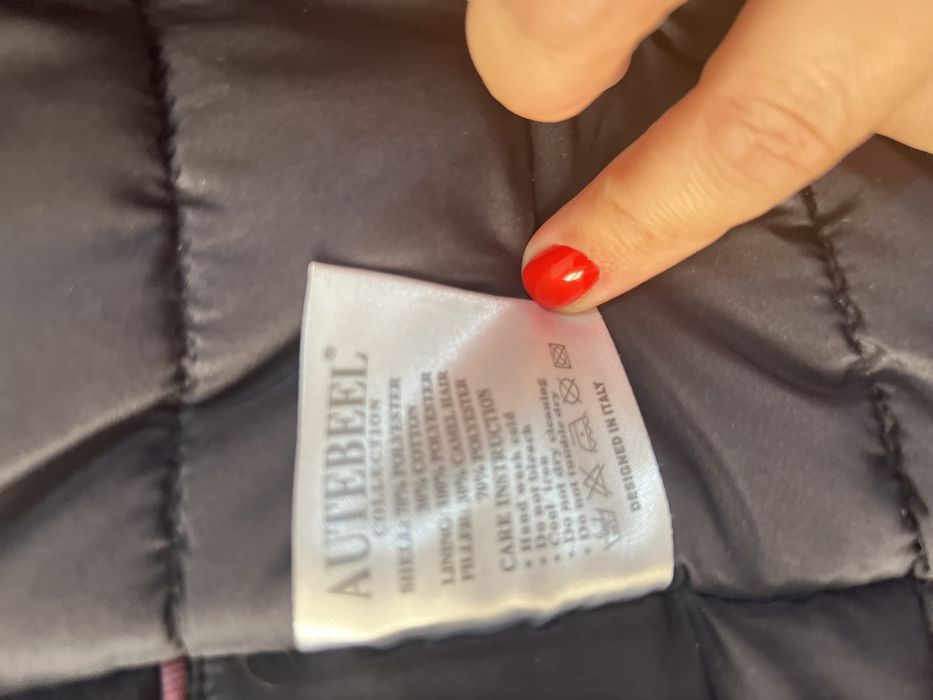 AUTEBEEL®
COLLECTION
SHELL: 70% POLYESTER
30% COTTON
LINING 100% POLYESTER
FILLER: 30% CAMEL HAIR
70% POLYESTER
CARE INSTRUCTION
• Hand wash cold
• Do not bleach
• Cool iron
• Do not dry cleaning
• Do not tumble dry
DESIGNED IN ITALY